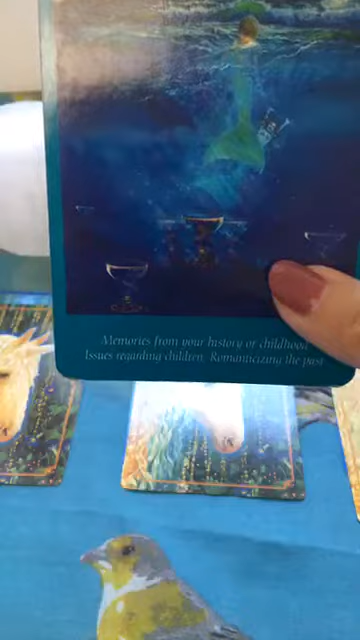 Memories from your history or childhood
Issues regarding children. Romanticizing the past